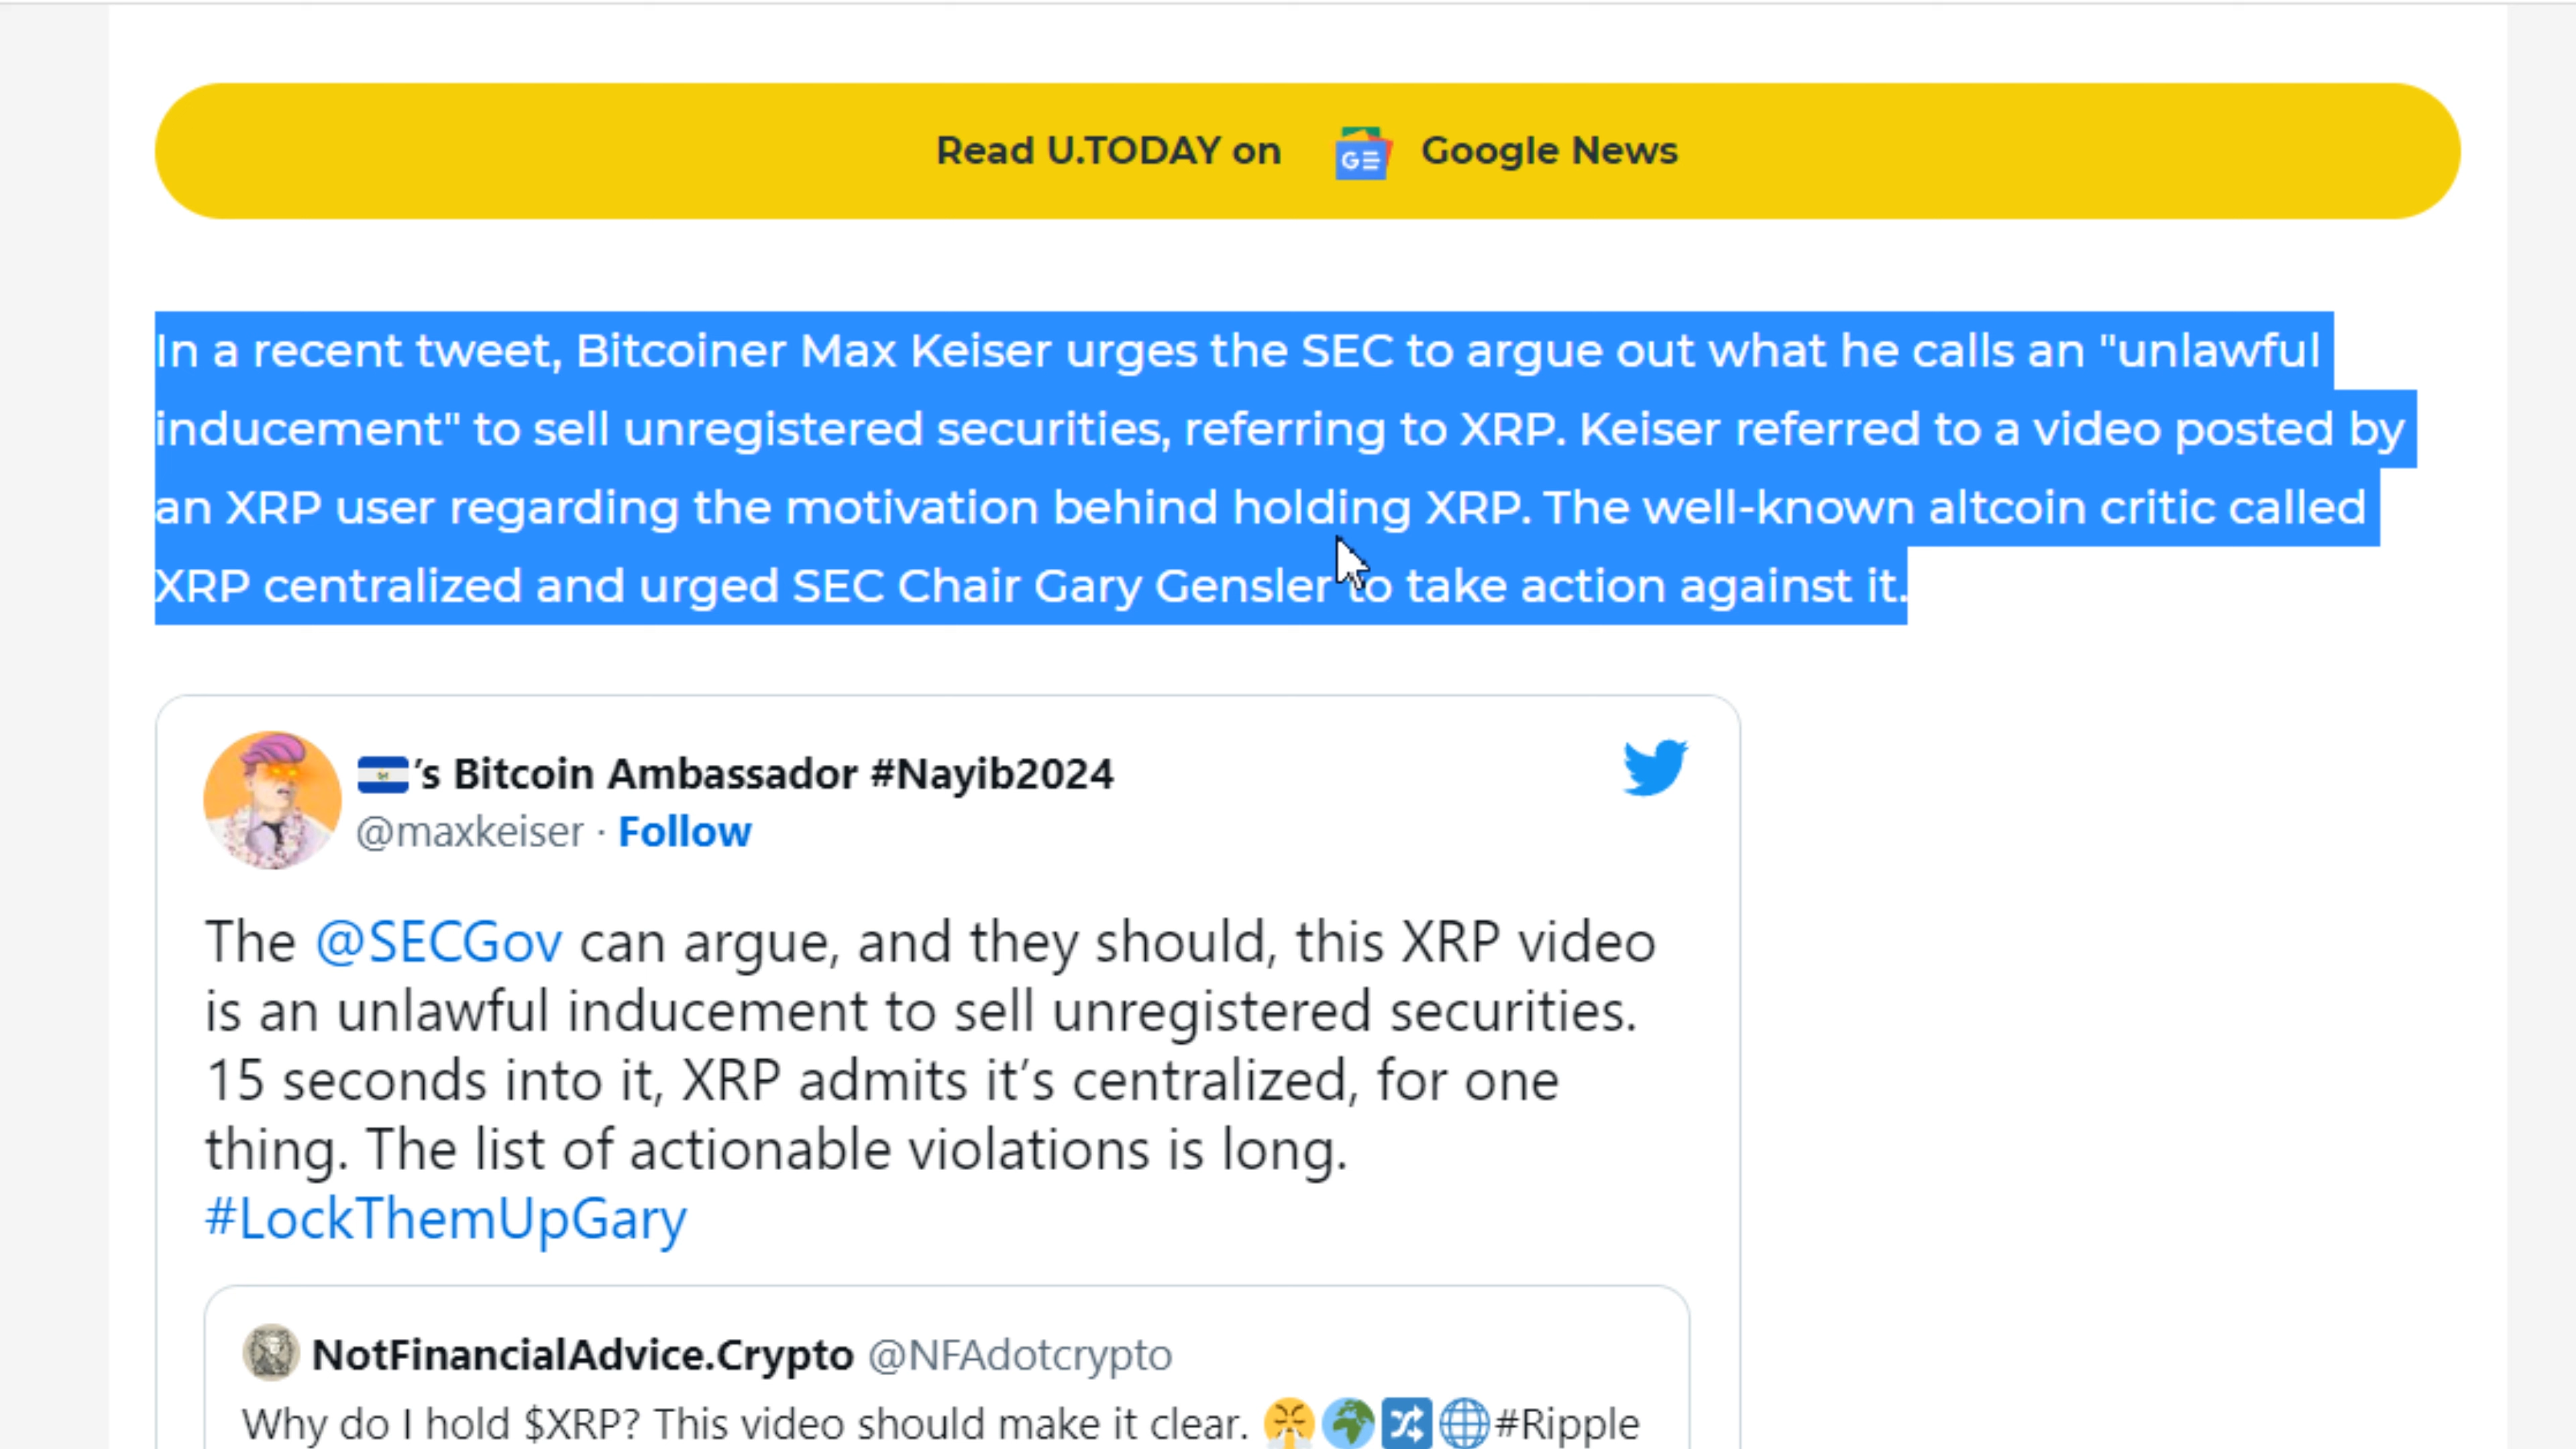 Read U.TODAY on GE Google News
In a recent tweet, Bitcoiner Max Keiser urges the SEC to argue out what he calls an "unlawful
inducement" to sell unregistered securities, referring to XRP. Keiser referred to a video posted by
an XRP user regarding the motivation behind holding XRP. The well-known altcoin critic called
XRP centralized and urged SEC Chair Gary Gensler to take action against it.
🇸🇻’s Bitcoin Ambassador #Nayib2024
@maxkeiser · Follow
The @SECGov can argue, and they should, this XRP video
is an unlawful inducement to sell unregistered securities.
15 seconds into it, XRP admits it’s centralized, for one
thing. The list of actionable violations is long.
#LockThemUpGary
NotFinancialAdvice.Crypto @NFAdotcrypto
Why do I hold $XRP? This video should make it clear. 😤🌍🔀🌐#Ripple